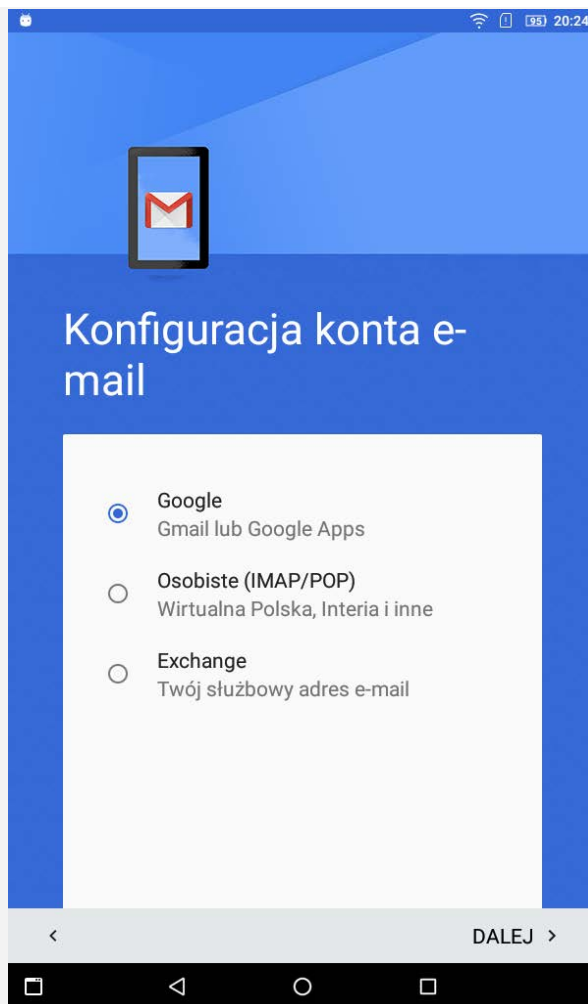 95 20:24
Konfiguracja konta e-
mail
Google
Gmail lub Google Apps
Osobiste (IMAP/POP)
Wirtualna Polska, Interia i inne
Exchange
Twój służbowy adres e-mail
DALEJ